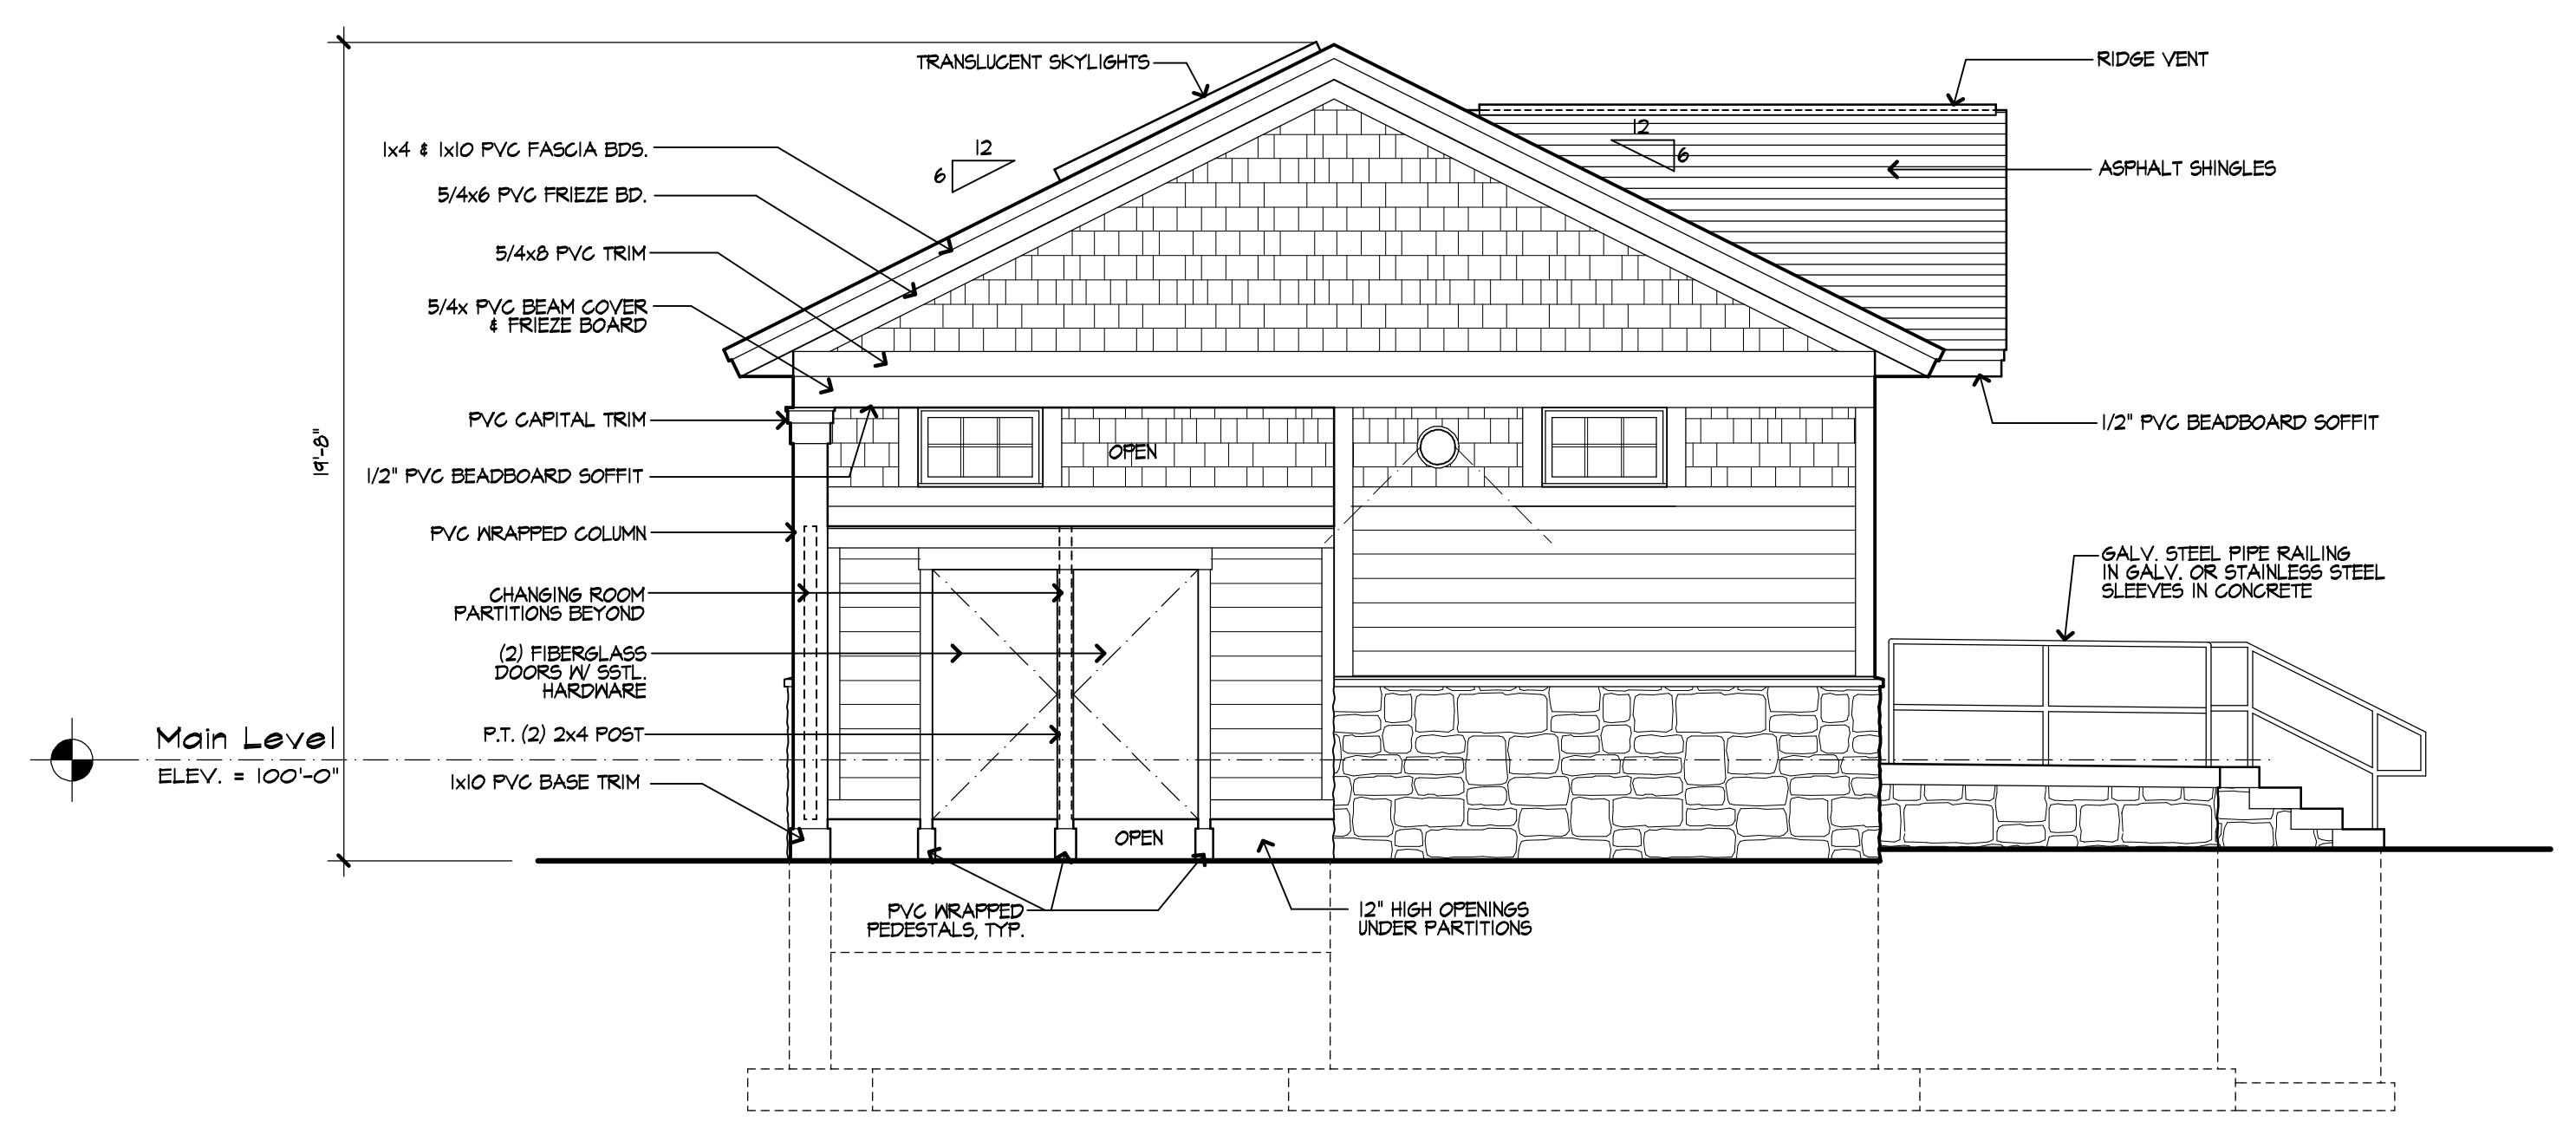 TRANSLUCENT SKYLIGHTS
RIDGE VENT
12
6
12
6
1x4 & 1x10 PVC FASCIA BDS.
ASPHALT SHINGLES
5/4x6 PVC FRIEZE BD.
5/4x8 PVC TRIM
5/4x PVC BEAM COVER
& FRIEZE BOARD
PVC CAPITAL TRIM
1/2" PVC BEADBOARD SOFFIT
OPEN
19'-8"
1/2" PVC BEADBOARD SOFFIT
PVC WRAPPED COLUMN
GALV. STEEL PIPE RAILING
IN GALV. OR STAINLESS STEEL
SLEEVES IN CONCRETE
CHANGING ROOM
PARTITIONS BEYOND
(2) FIBERGLASS
DOORS W/ SSTL.
HARDWARE
P.T. (2) 2x4 POST
Main Level
ELEV. = 100'-0"
1x10 PVC BASE TRIM
OPEN
PVC WRAPPED
PEDESTALS, TYP.
12" HIGH OPENINGS
UNDER PARTITIONS